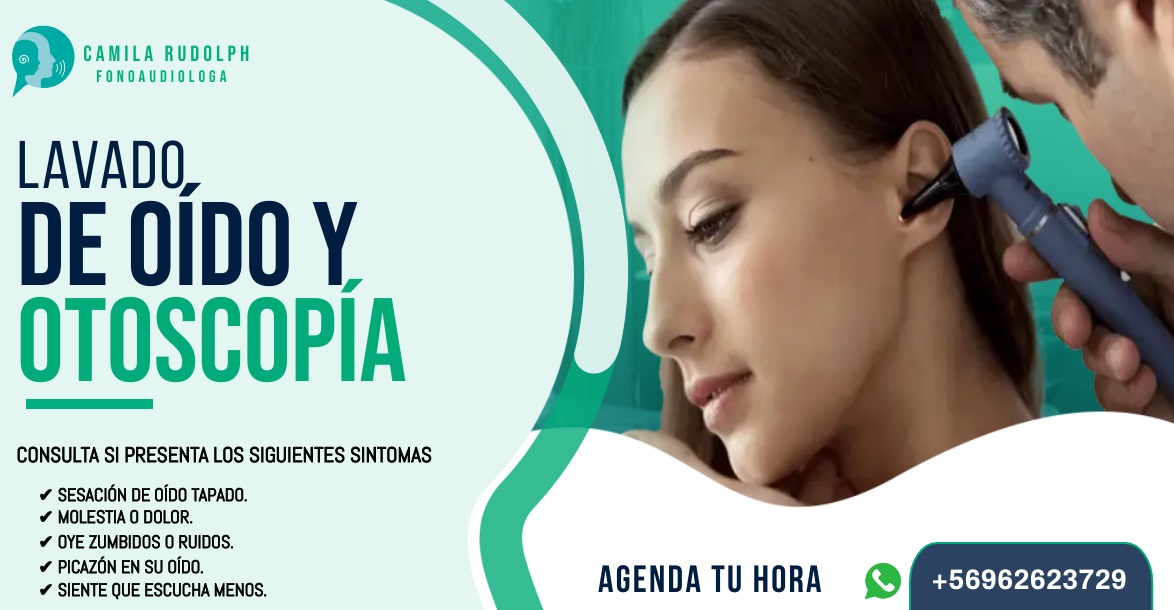 CAMILA RUDOLPH
FONOAUDIOLOGA
LAVADO
DE OÍDO Y
OTOSCOPÍA
CONSULTA SI PRESENTA LOS SIGUIENTES SINTOMAS
✔ SESACIÓN DE OÍDO TAPADO.
✔ MOLESTIA O DOLOR.
✔ OYE ZUMBIDOS O RUIDOS.
✔ PICAZÓN EN SU OÍDO.
✔ SIENTE QUE ESCUCHA MENOS.
AGENDA TU HORA
+56962623729